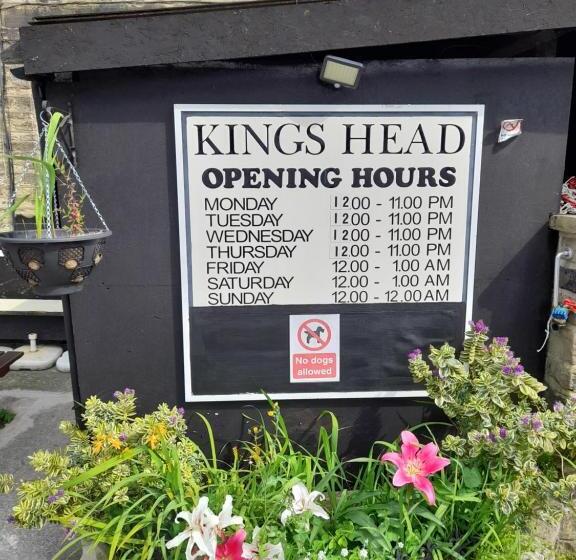 KINGS HEAD
OPENING HOURS
MONDAY 12.00 - 11.00 PM
TUESDAY 12.00 - 11.00 PM
WEDNESDAY 12.00 - 11.00 PM
THURSDAY 12.00 - 11.00 PM
FRIDAY 12.00 - 1.00 AM
SATURDAY 12.00 - 1.00 AM
SUNDAY 12.00 - 12.00 AM
No dogs
allowed